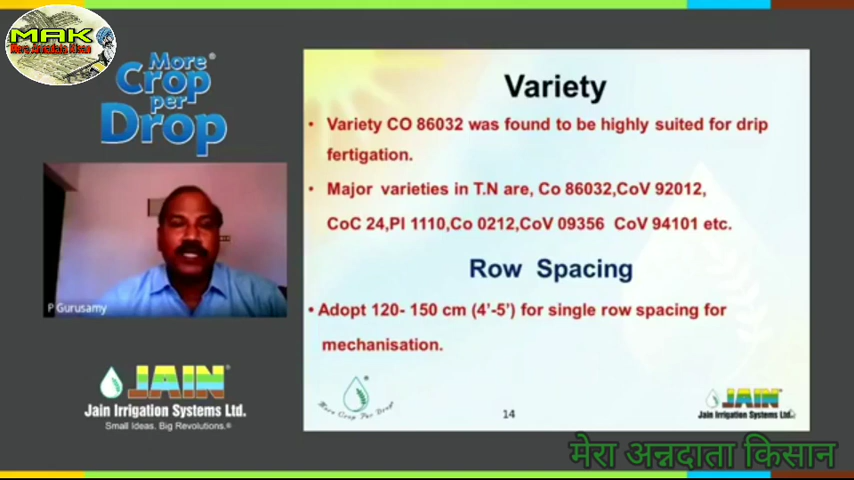 MAK
Mera Annadata Kisan
More
Crop
per
Drop
P Gurusamy
JAIN
Jain Irrigation Systems Ltd.
Small Ideas. Big Revolutions.®
Variety
• Variety CO 86032 was found to be highly suited for drip
fertigation.
• Major varieties in T.N are, Co 86032,CoV 92012,
CoC 24,PI 1110,Co 0212,CoV 09356 CoV 94101 etc.
Row Spacing
• Adopt 120- 150 cm (4'-5') for single row spacing for
mechanisation.
More Crop Per Drop
14
JAIN
Jain Irrigation Systems Ltd.
मेरा अन्नदाता किसान